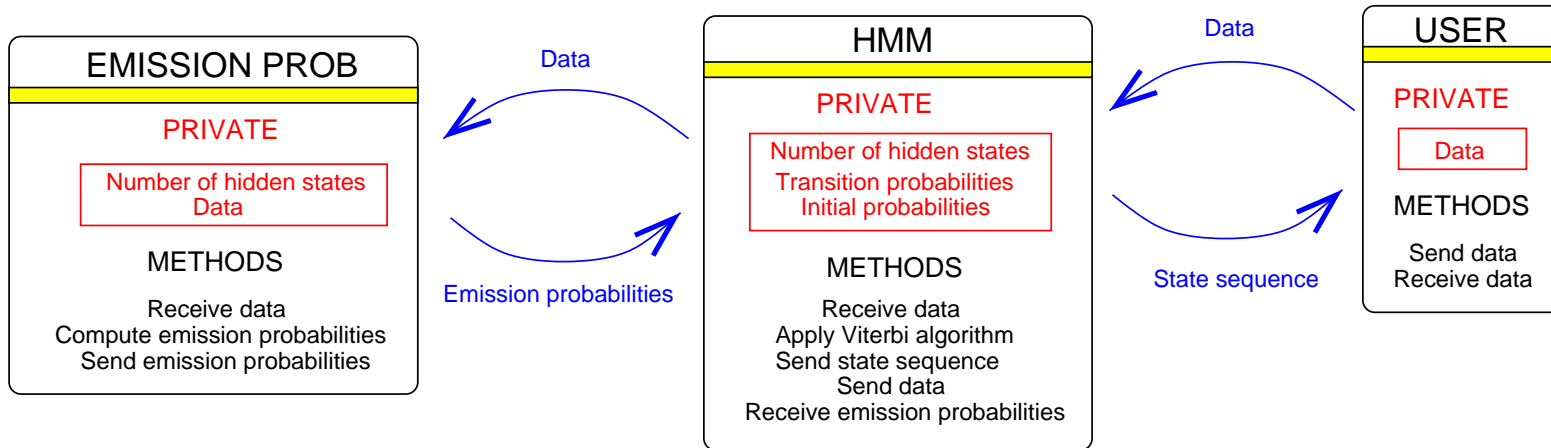 EMISSION PROB
PRIVATE
Number of hidden states
Data
METHODS
Receive data
Compute emission probabilities
Send emission probabilities
Data
Emission probabilities
HMM
PRIVATE
Number of hidden states
Transition probabilities
Initial probabilities
METHODS
Receive data
Apply Viterbi algorithm
Send state sequence
Send data
Receive emission probabilities
Data
State sequence
USER
PRIVATE
Data
METHODS
Send data
Receive data